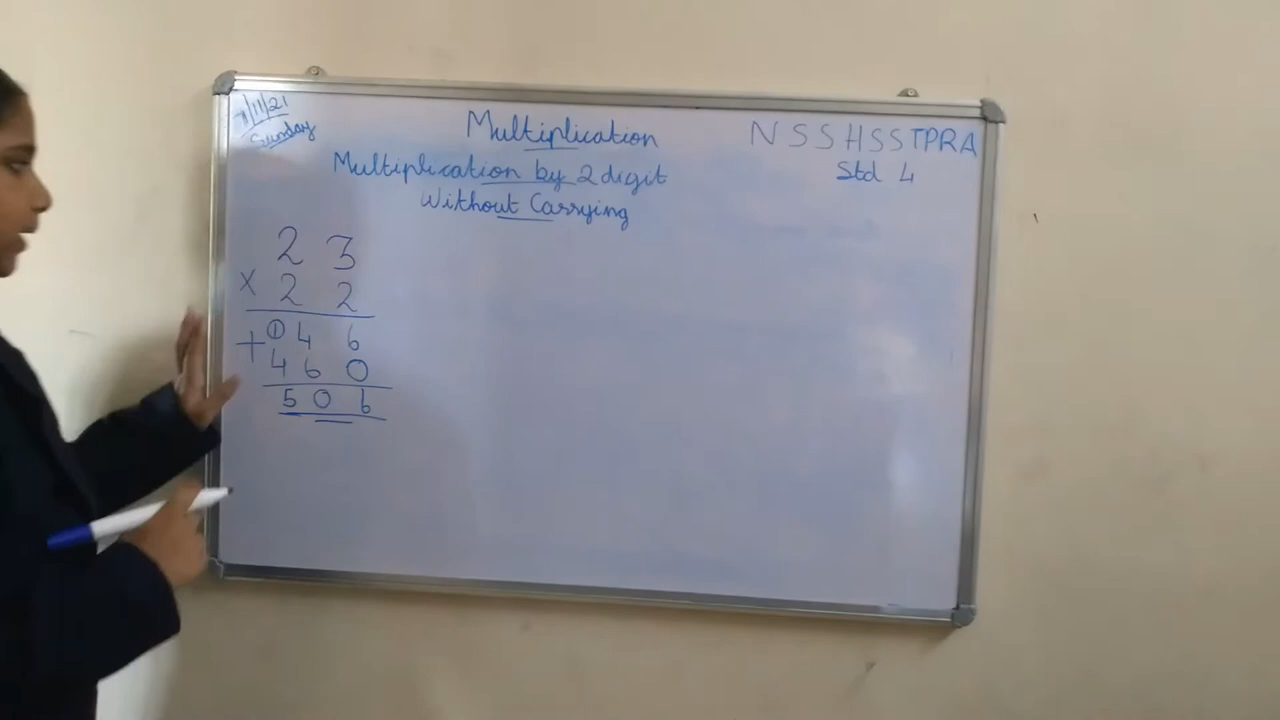 7/11/21
Sunday
Multiplication
Multiplication by 2 digit
Without Carrying
NSSHSSTPRA
Std 4
2 3
× 2 2
+ ① 4 6
4 6 0
5 0 6